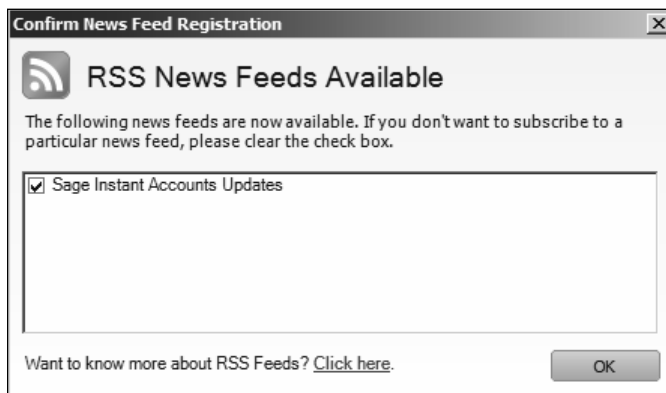 Confirm News Feed Registration
RSS News Feeds Available
The following news feeds are now available. If you don't want to subscribe to a
particular news feed, please clear the check box.
Sage Instant Accounts Updates
Want to know more about RSS Feeds? Click here.
OK